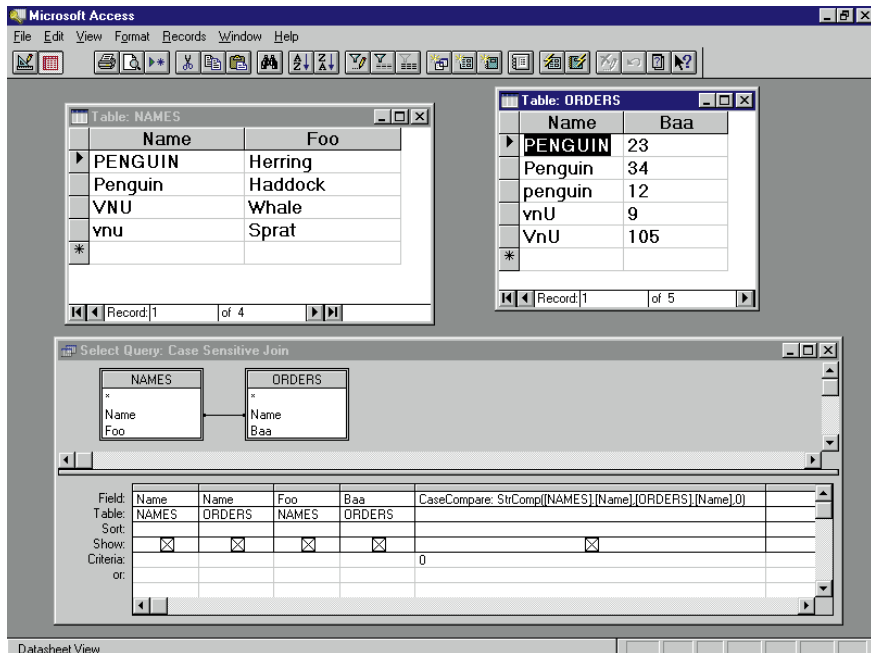 Microsoft Access
File Edit View Format Records Window Help
Table: NAMES
Name Foo
PENGUIN Herring
Penguin Haddock
VNU Whale
vnu Sprat
*
Record: 1 of 4
Table: ORDERS
Name Baa
PENGUIN 23
Penguin 34
penguin 12
vnU 9
VnU 105
*
Record: 1 of 5
Select Query: Case Sensitive Join
NAMES
*
Name
Foo
ORDERS
*
Name
Baa
Field: Name Name Foo Baa CaseCompare: StrComp([NAMES].[Name],[ORDERS].[Name],0)
Table: NAMES ORDERS NAMES ORDERS
Sort:
Show:
Criteria: 0
or:
Datasheet View